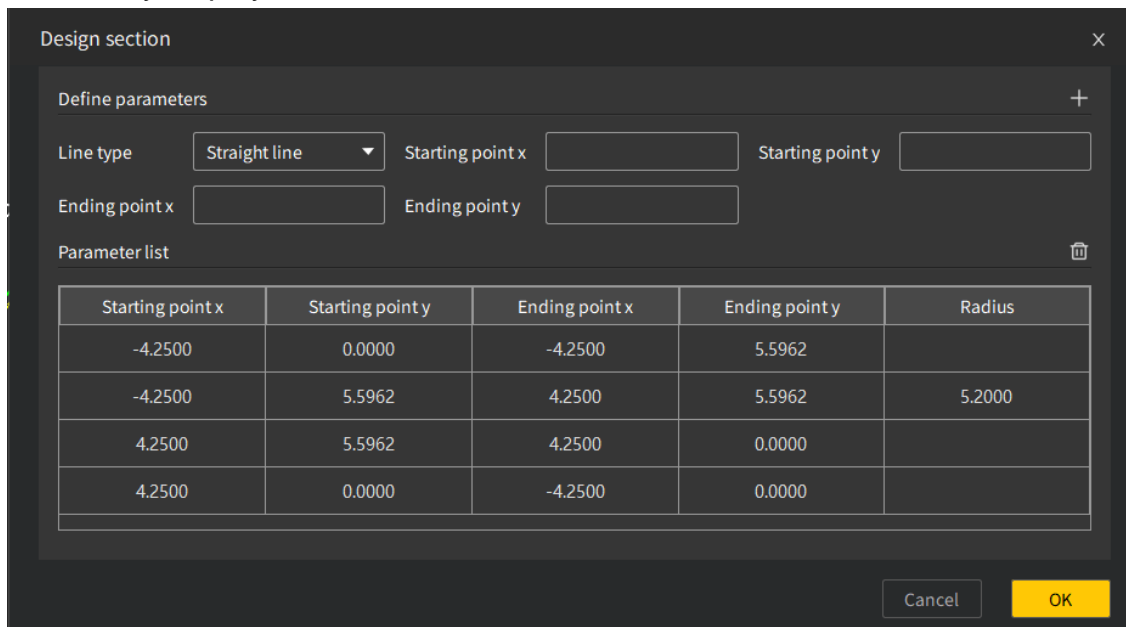 Design section X
Define parameters +
Line type Straight line Starting point x Starting point y
Ending point x Ending point y
Parameter list
Starting point x Starting point y Ending point x Ending point y Radius
-4.2500 0.0000 -4.2500 5.5962
-4.2500 5.5962 4.2500 5.5962 5.2000
4.2500 5.5962 4.2500 0.0000
4.2500 0.0000 -4.2500 0.0000
Cancel OK